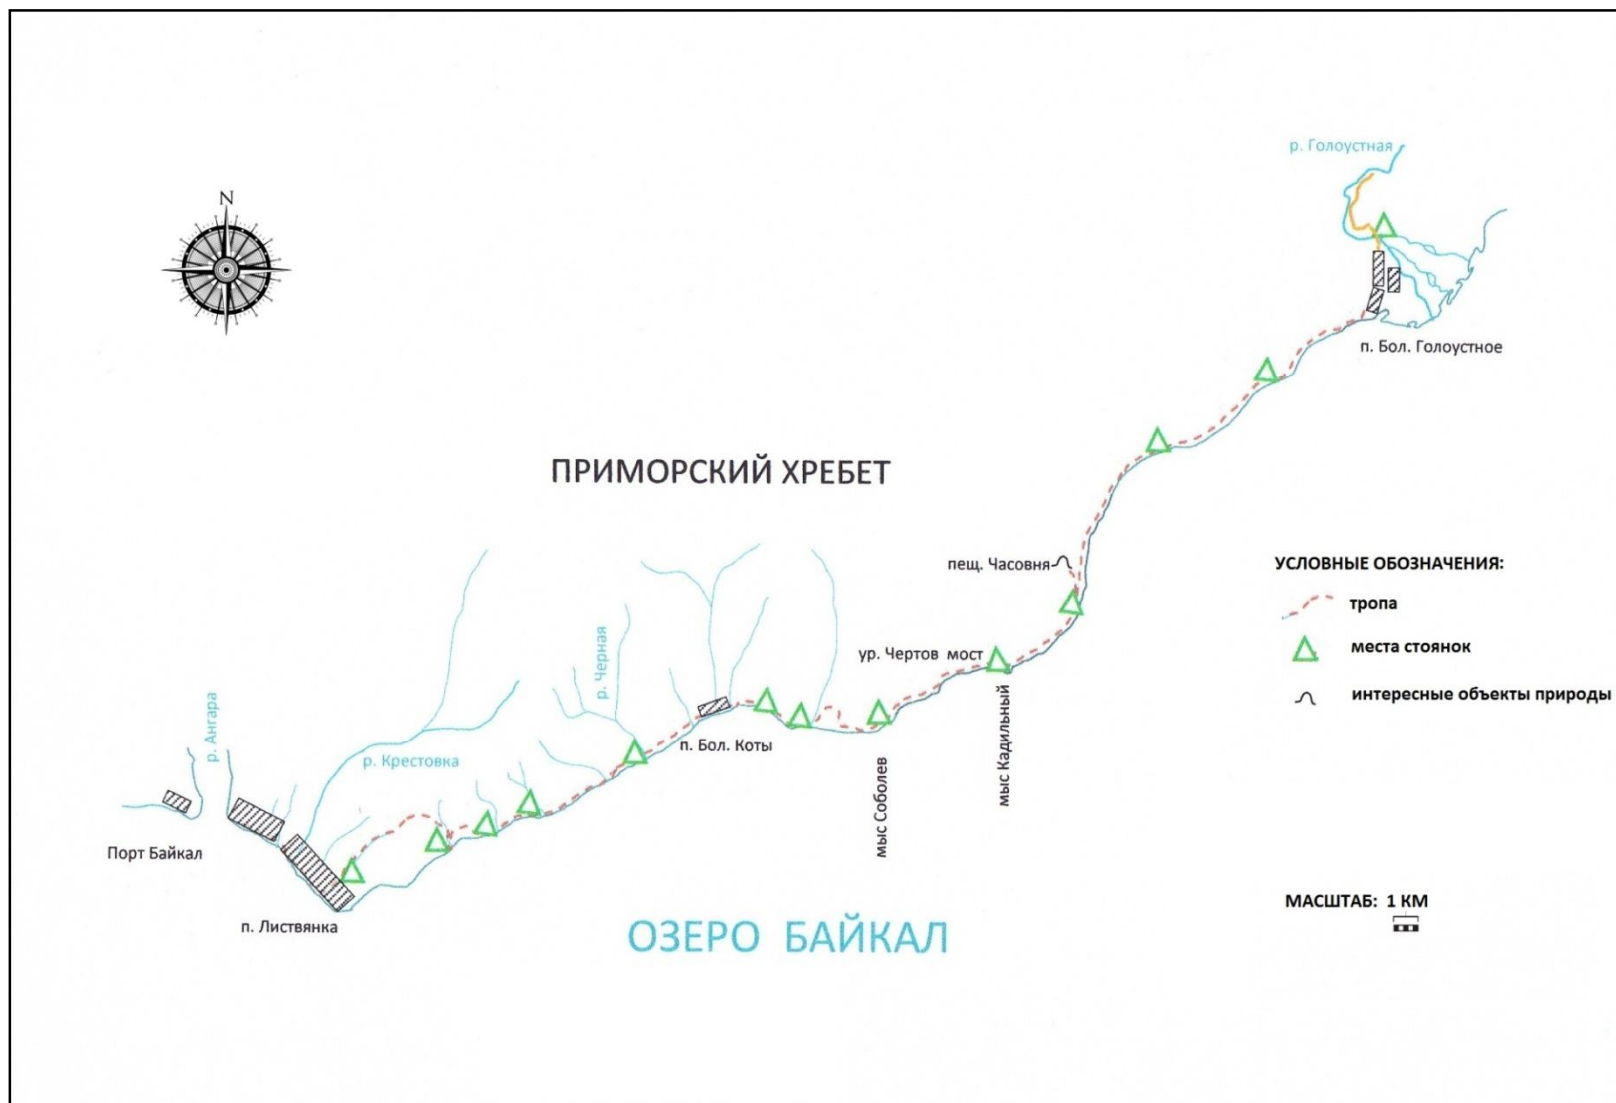 р. Голоустная
N
п. Бол. Голоустное
ПРИМОРСКИЙ ХРЕБЕТ
пещ. Часовня
УСЛОВНЫЕ ОБОЗНАЧЕНИЯ:
тропа
места стоянок
интересные объекты природы
р. Черная
ур. Чертов мост
р. Ангара
р. Крестовка
п. Бол. Коты
мыс Соболев
мыс Кадильный
Порт Байкал
п. Листвянка
ОЗЕРО БАЙКАЛ
МАСШТАБ: 1 КМ